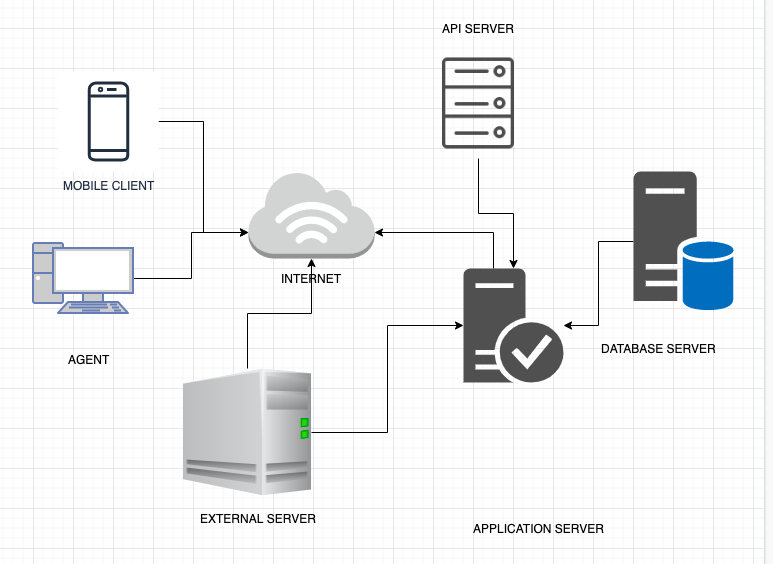 API SERVER
MOBILE CLIENT
INTERNET
AGENT
DATABASE SERVER
EXTERNAL SERVER
APPLICATION SERVER